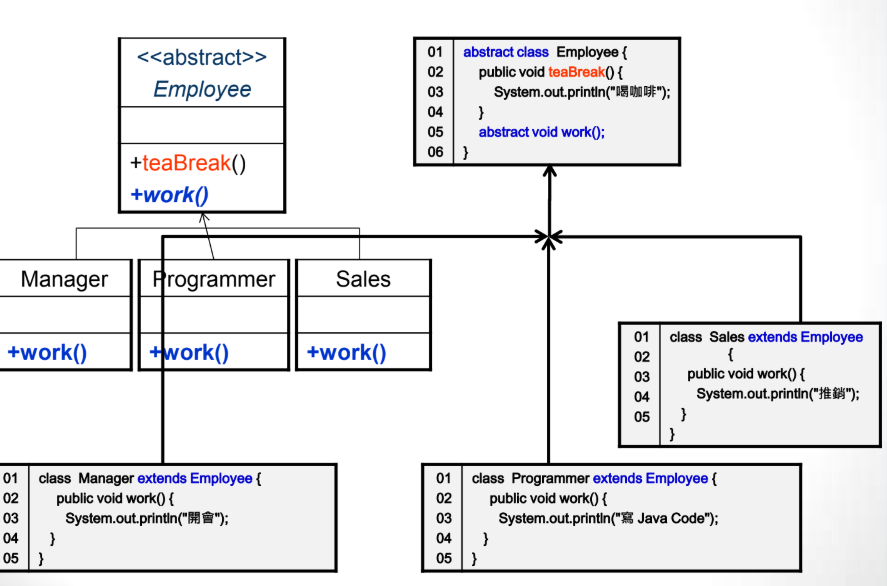 <<abstract>>
Employee
+teaBreak()
+work()
Manager
+work()
Programmer
+work()
Sales
+work()
01 abstract class Employee {
02 public void teaBreak() {
03 System.out.println("喝咖啡");
04 }
05 abstract void work();
06 }
01 class Sales extends Employee
02 {
03 public void work() {
04 System.out.println("推銷");
05 }
}
01 class Manager extends Employee {
02 public void work() {
03 System.out.println("開會");
04 }
05 }
01 class Programmer extends Employee {
02 public void work() {
03 System.out.println("寫 Java Code");
04 }
05 }